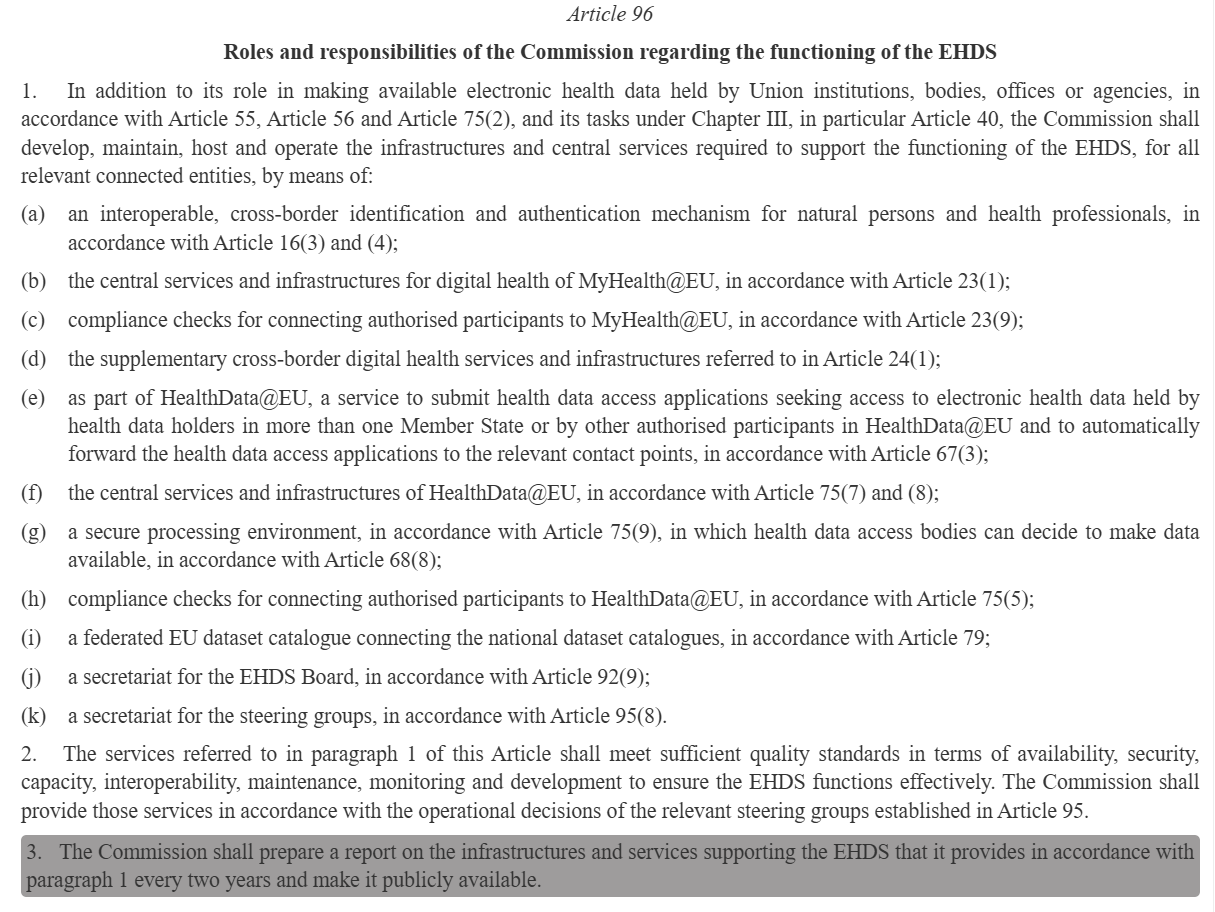 Article 96
Roles and responsibilities of the Commission regarding the functioning of the EHDS
1. In addition to its role in making available electronic health data held by Union institutions, bodies, offices or agencies, in
accordance with Article 55, Article 56 and Article 75(2), and its tasks under Chapter III, in particular Article 40, the Commission shall
develop, maintain, host and operate the infrastructures and central services required to support the functioning of the EHDS, for all
relevant connected entities, by means of:
(a) an interoperable, cross-border identification and authentication mechanism for natural persons and health professionals, in
accordance with Article 16(3) and (4);
(b) the central services and infrastructures for digital health of MyHealth@EU, in accordance with Article 23(1);
(c) compliance checks for connecting authorised participants to MyHealth@EU, in accordance with Article 23(9);
(d) the supplementary cross-border digital health services and infrastructures referred to in Article 24(1);
(e) as part of HealthData@EU, a service to submit health data access applications seeking access to electronic health data held by
health data holders in more than one Member State or by other authorised participants in HealthData@EU and to automatically
forward the health data access applications to the relevant contact points, in accordance with Article 67(3);
(f) the central services and infrastructures of HealthData@EU, in accordance with Article 75(7) and (8);
(g) a secure processing environment, in accordance with Article 75(9), in which health data access bodies can decide to make data
available, in accordance with Article 68(8);
(h) compliance checks for connecting authorised participants to HealthData@EU, in accordance with Article 75(5);
(i) a federated EU dataset catalogue connecting the national dataset catalogues, in accordance with Article 79;
(j) a secretariat for the EHDS Board, in accordance with Article 92(9);
(k) a secretariat for the steering groups, in accordance with Article 95(8).
2. The services referred to in paragraph 1 of this Article shall meet sufficient quality standards in terms of availability, security,
capacity, interoperability, maintenance, monitoring and development to ensure the EHDS functions effectively. The Commission shall
provide those services in accordance with the operational decisions of the relevant steering groups established in Article 95.
3. The Commission shall prepare a report on the infrastructures and services supporting the EHDS that it provides in accordance with
paragraph 1 every two years and make it publicly available.